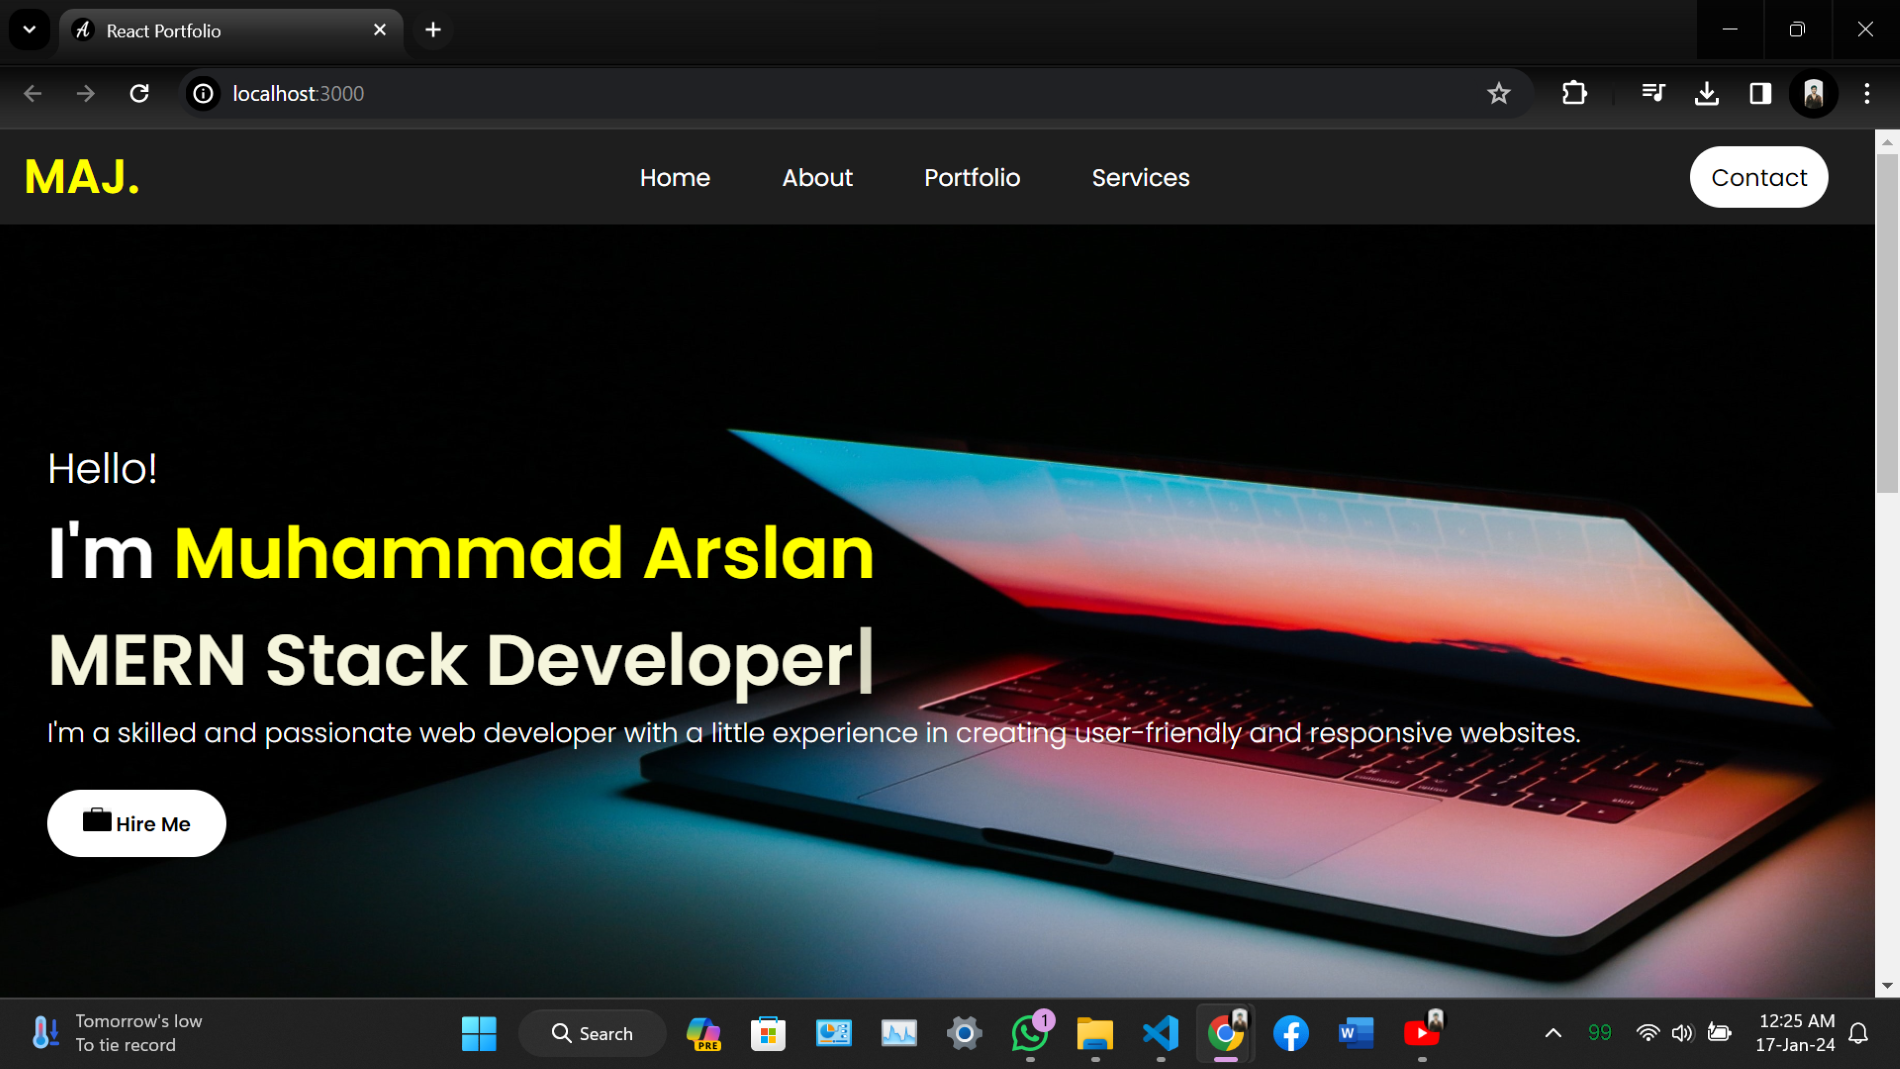 React Portfolio
localhost:3000
MAJ.
Home About Portfolio Services Contact
Hello!
I'm Muhammad Arslan
MERN Stack Developer
I'm a skilled and passionate web developer with a little experience in creating user-friendly and responsive websites.
Hire Me
Tomorrow's low
To tie record
Search
PRE
1
W
99
12:25 AM
17-Jan-24